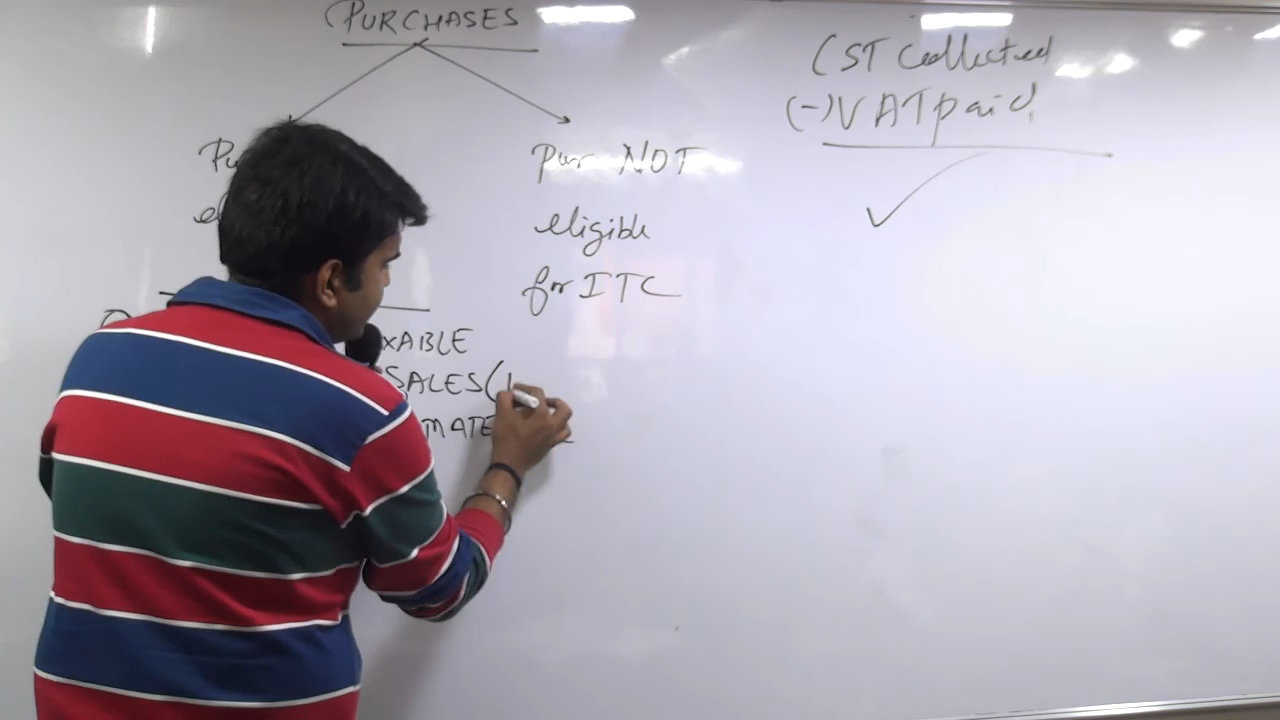 PURCHASES
Pur NOT
eligible
for ITC
XABLE
SALES(
MATE
CST Collected
(-) VAT paid